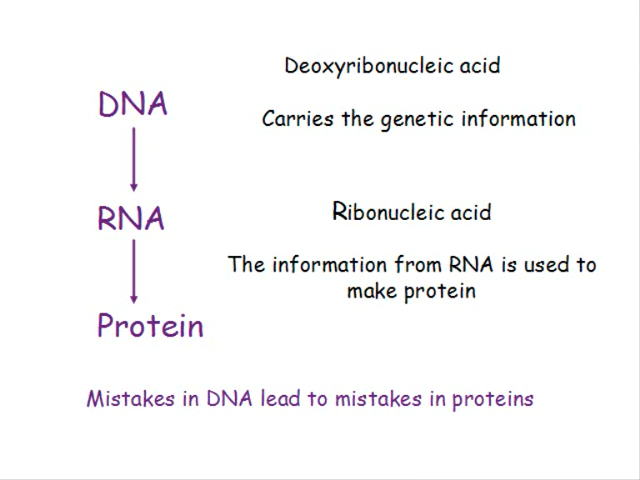 Deoxyribonucleic acid
DNA
Carries the genetic information
RNA
Ribonucleic acid
The information from RNA is used to
make protein
Protein
Mistakes in DNA lead to mistakes in proteins